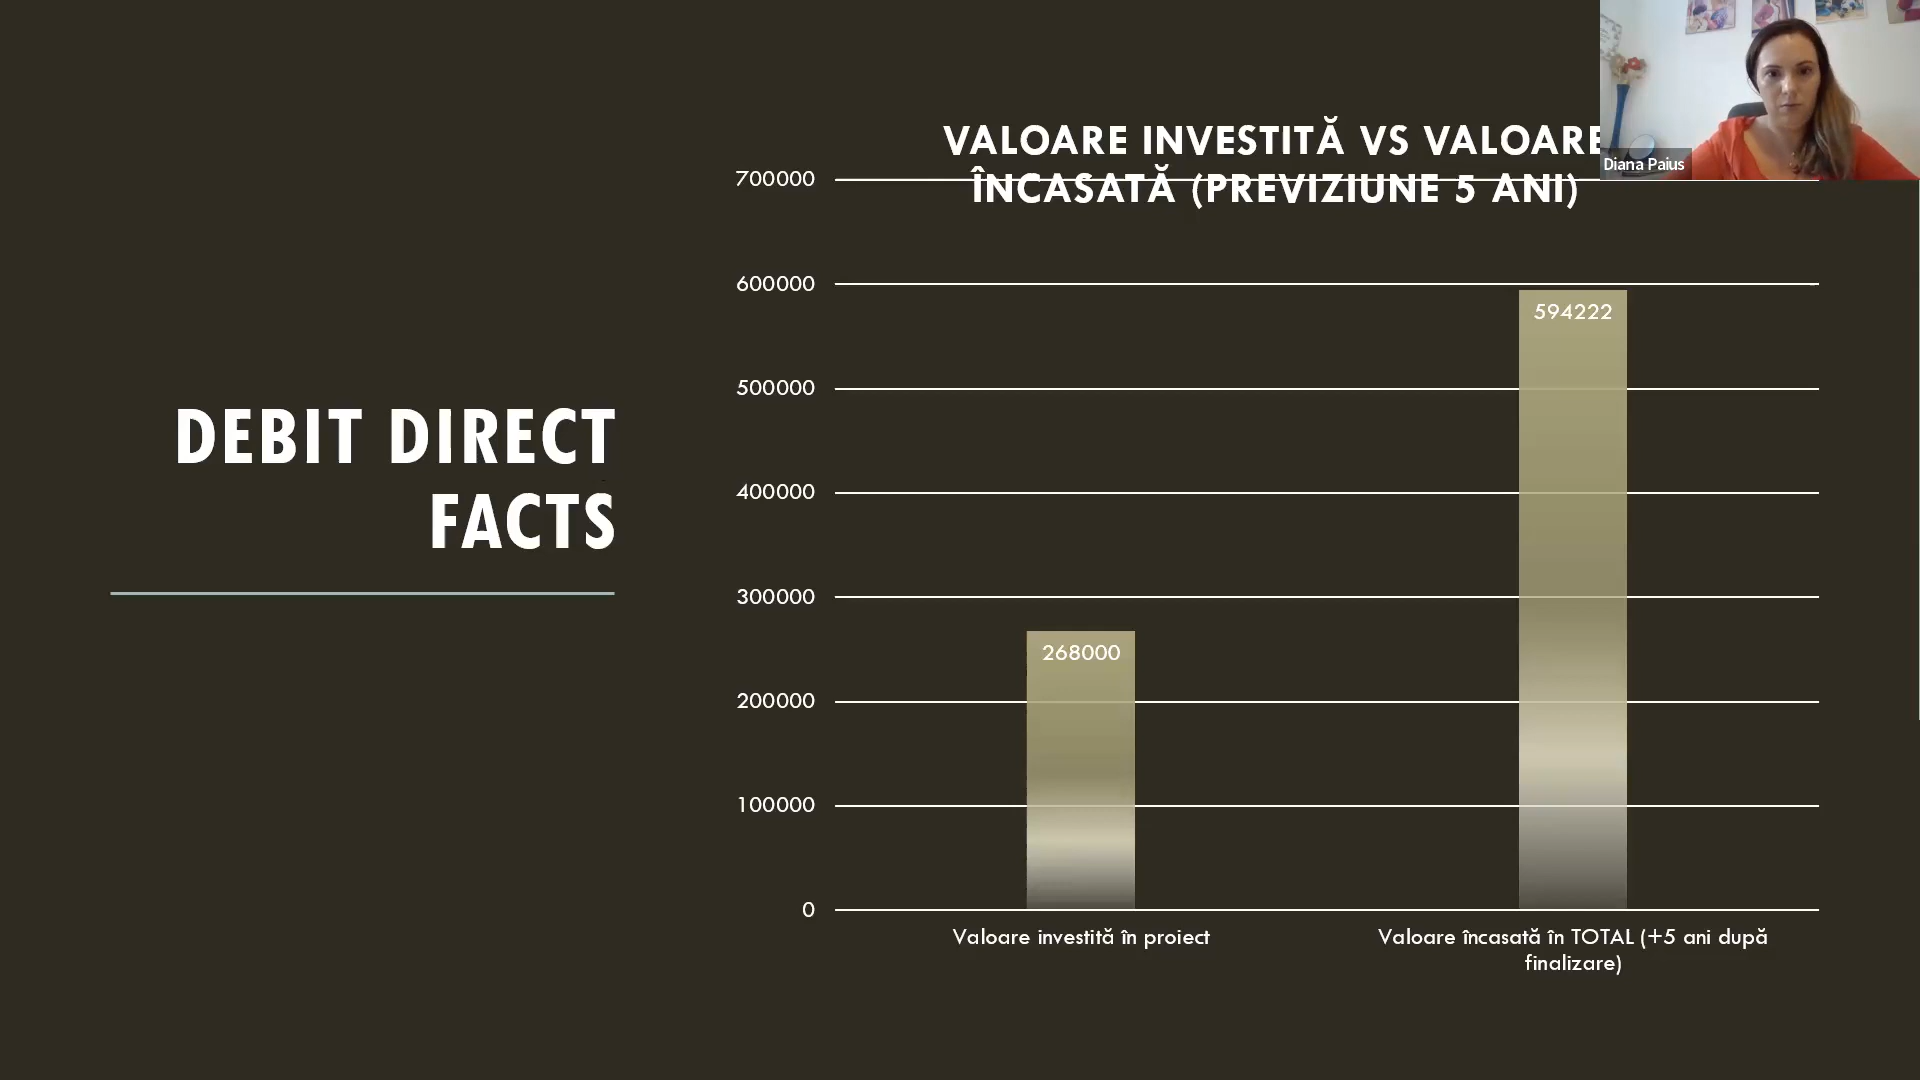 DEBIT DIRECT
FACTS
VALOARE INVESTITĂ VS VALOARE
ÎNCASATĂ (PREVIZIUNE 5 ANI)
Diana Paius
700000
600000
500000
400000
300000
200000
100000
0
594222
268000
Valoare investită în proiect
Valoare încasată în TOTAL (+5 ani după
finalizare)